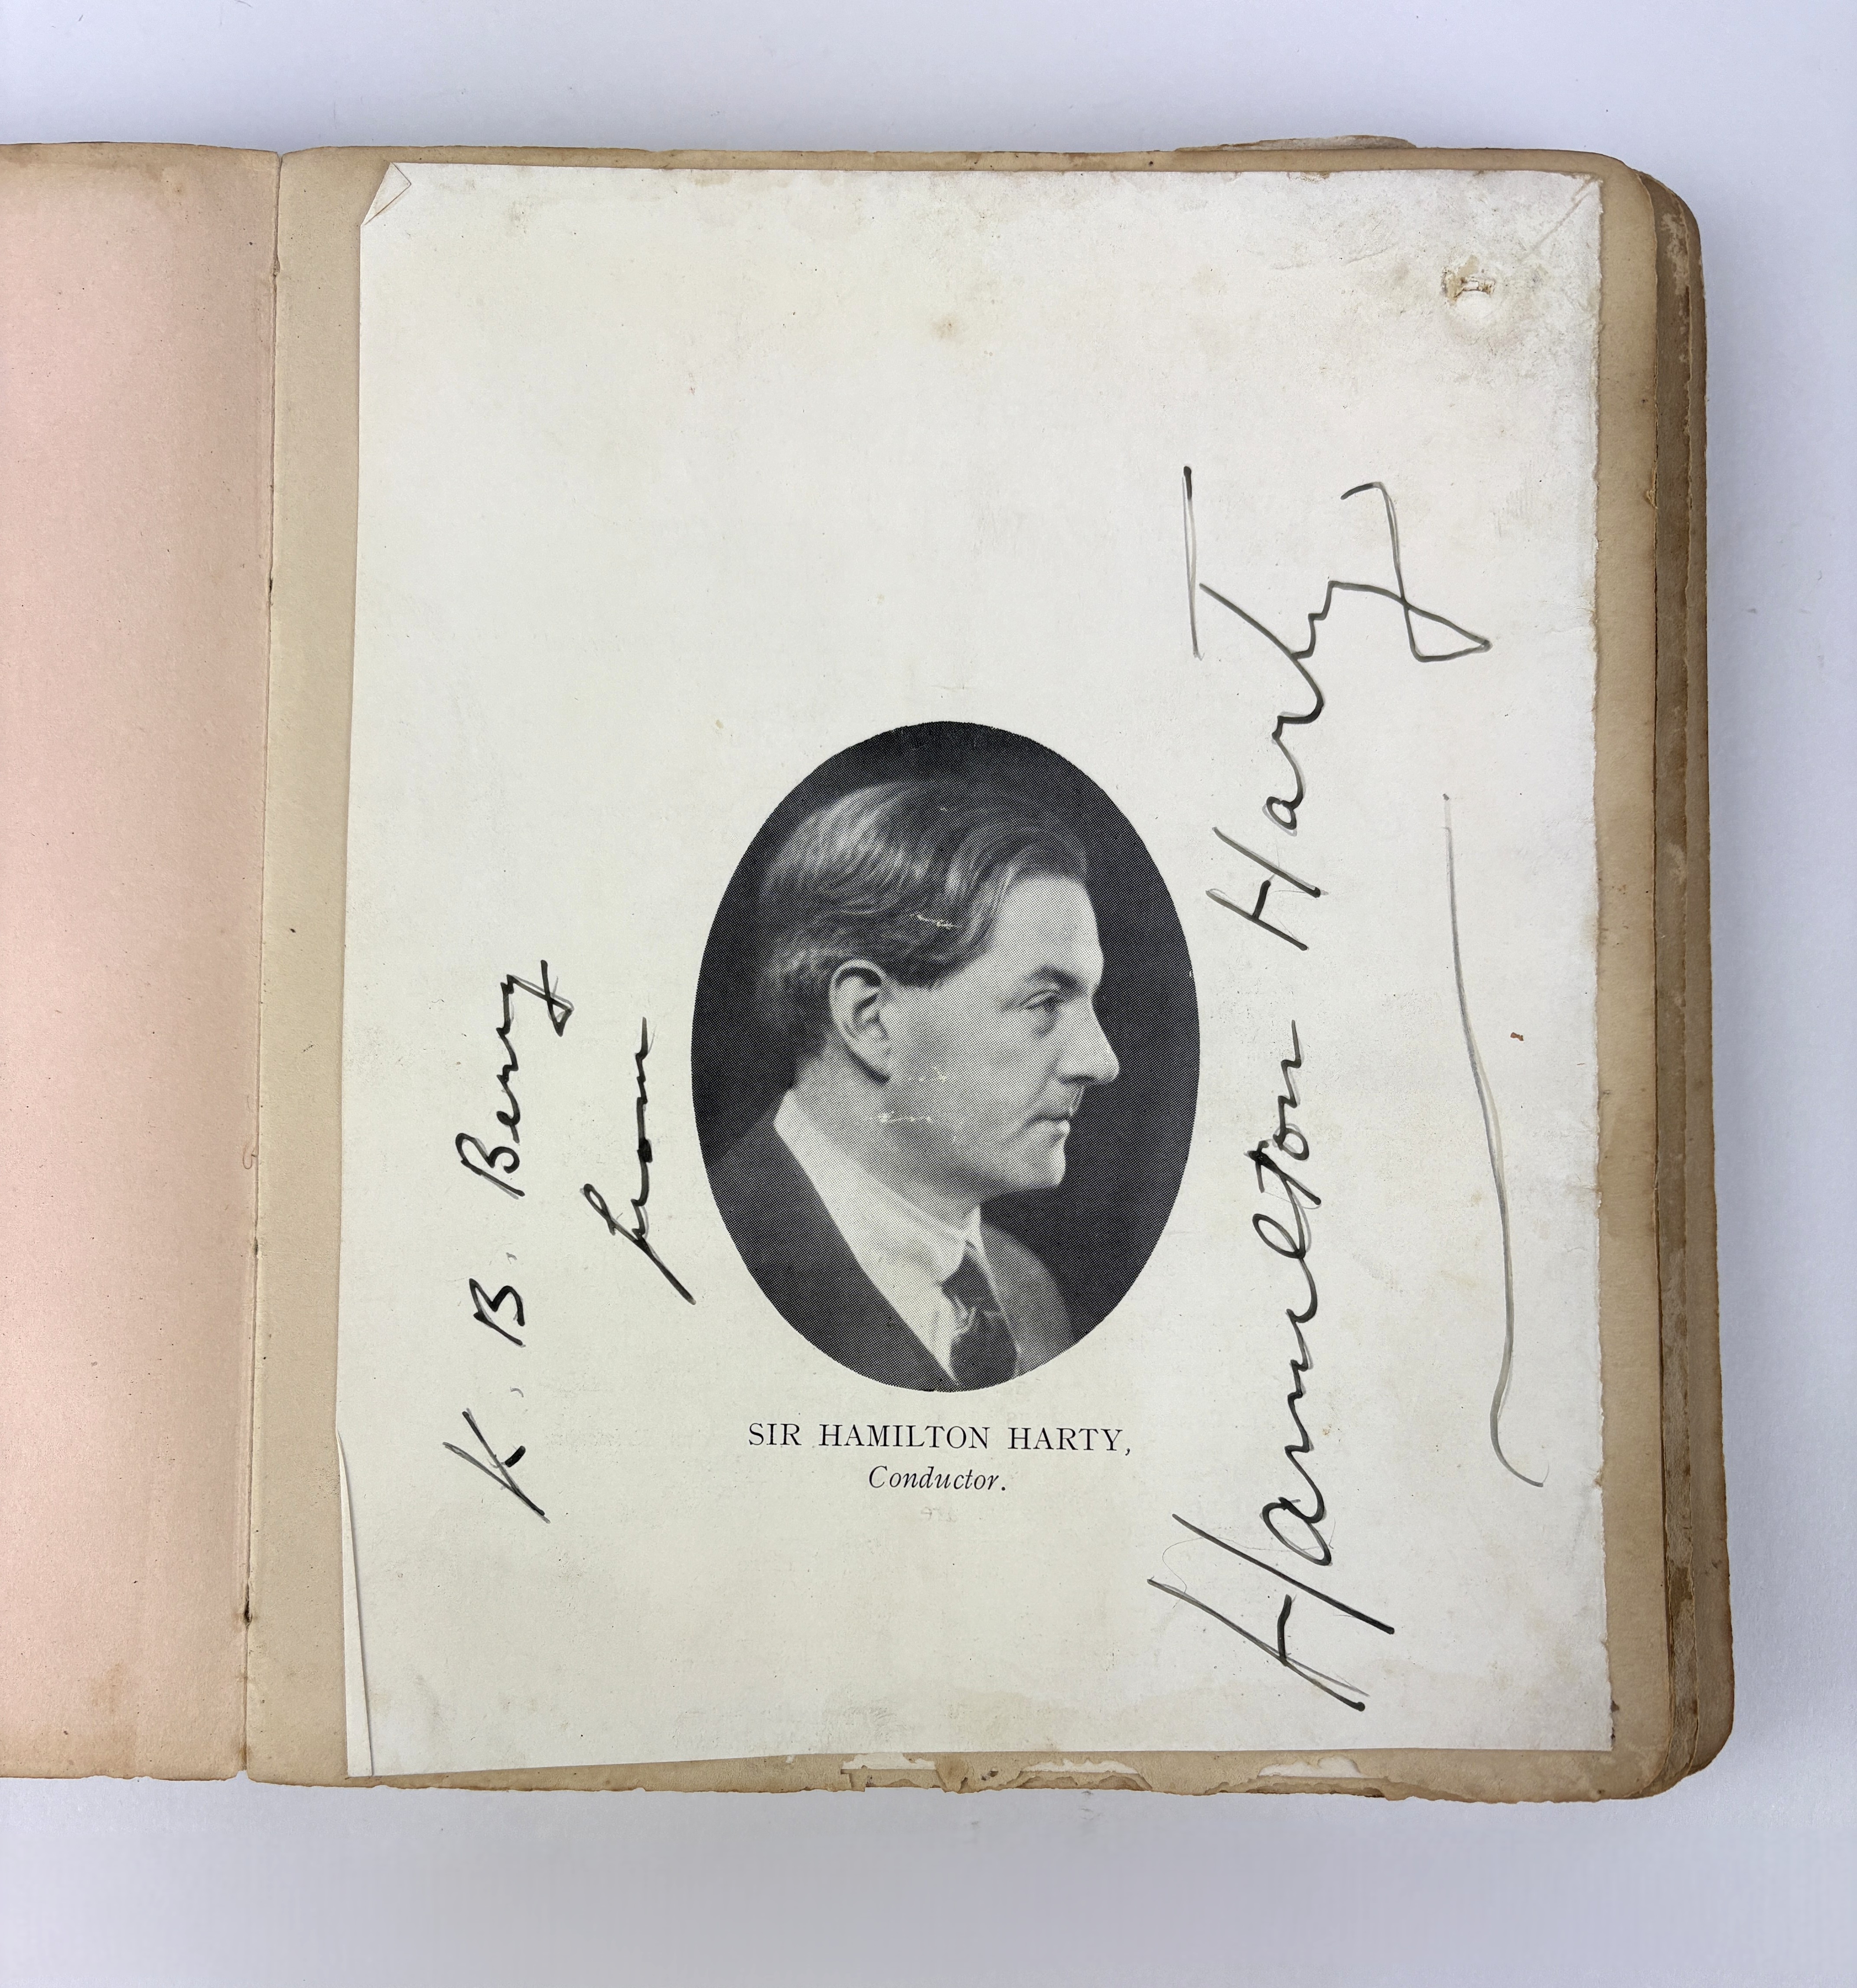 K. B. Berry
from
SIR HAMILTON HARTY,
Conductor.
Hamilton Harty